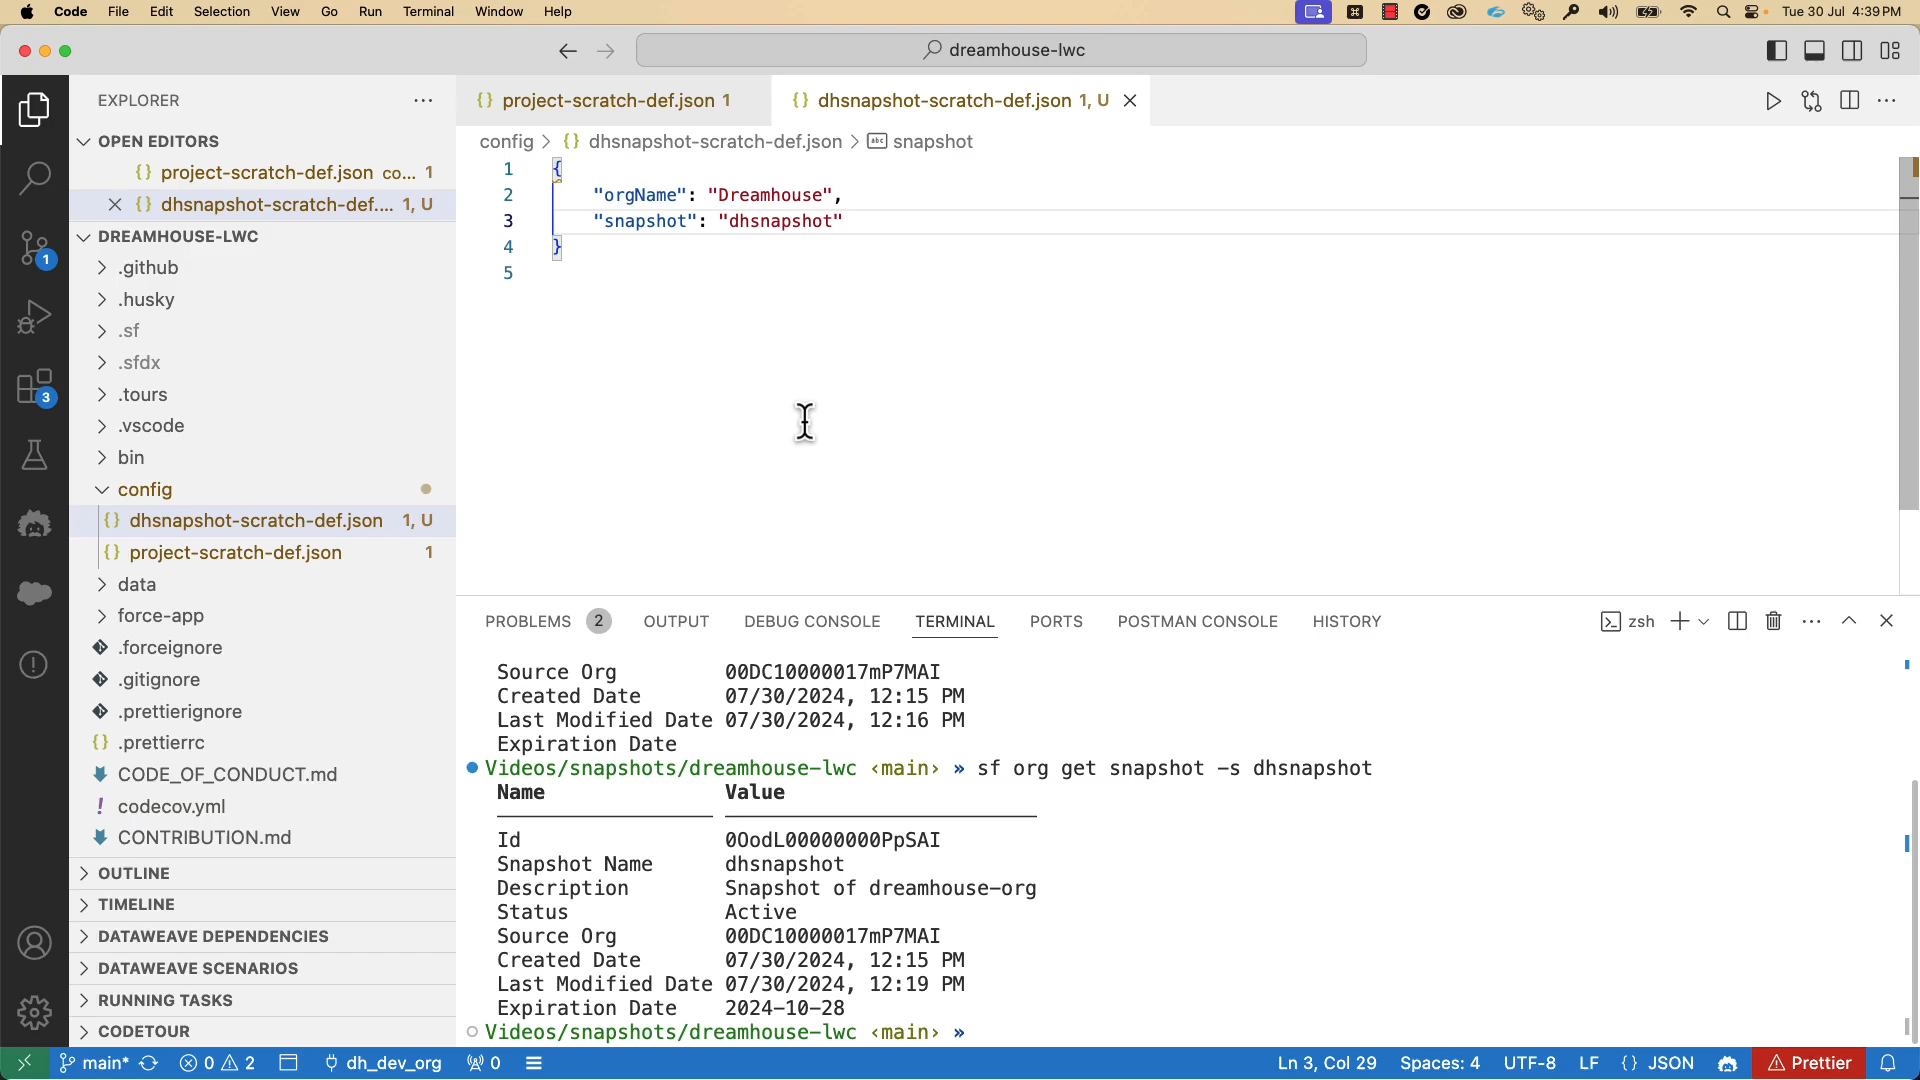 Code File Edit Selection View Go Run Terminal Window Help Tue 30 Jul 4:39 PM
dreamhouse-lwc
EXPLORER
OPEN EDITORS
project-scratch-def.json co... 1
dhsnapshot-scratch-def.... 1, U
DREAMHOUSE-LWC
.github
.husky
.sf
.sfdx
.tours
.vscode
bin
config
dhsnapshot-scratch-def.json 1, U
project-scratch-def.json 1
data
force-app
.forceignore
.gitignore
.prettierignore
.prettierrc
CODE_OF_CONDUCT.md
codecov.yml
CONTRIBUTION.md
OUTLINE
TIMELINE
DATAWEAVE DEPENDENCIES
DATAWEAVE SCENARIOS
RUNNING TASKS
CODETOUR
1
3
project-scratch-def.json 1 dhsnapshot-scratch-def.json 1, U
config > {} dhsnapshot-scratch-def.json > abc snapshot
1 {
2 "orgName": "Dreamhouse",
3 "snapshot": "dhsnapshot"
4 }
5
PROBLEMS 2 OUTPUT DEBUG CONSOLE TERMINAL PORTS POSTMAN CONSOLE HISTORY zsh
Source Org 00DC10000017mP7MAI
Created Date 07/30/2024, 12:15 PM
Last Modified Date 07/30/2024, 12:16 PM
Expiration Date
Videos/snapshots/dreamhouse-lwc ‹main› » sf org get snapshot -s dhsnapshot
Name Value
Id 0OodL00000000PpSAI
Snapshot Name dhsnapshot
Description Snapshot of dreamhouse-org
Status Active
Source Org 00DC10000017mP7MAI
Created Date 07/30/2024, 12:15 PM
Last Modified Date 07/30/2024, 12:19 PM
Expiration Date 2024-10-28
Videos/snapshots/dreamhouse-lwc ‹main› »
main* 0 2 dh_dev_org 0 Ln 3, Col 29 Spaces: 4 UTF-8 LF {} JSON Prettier